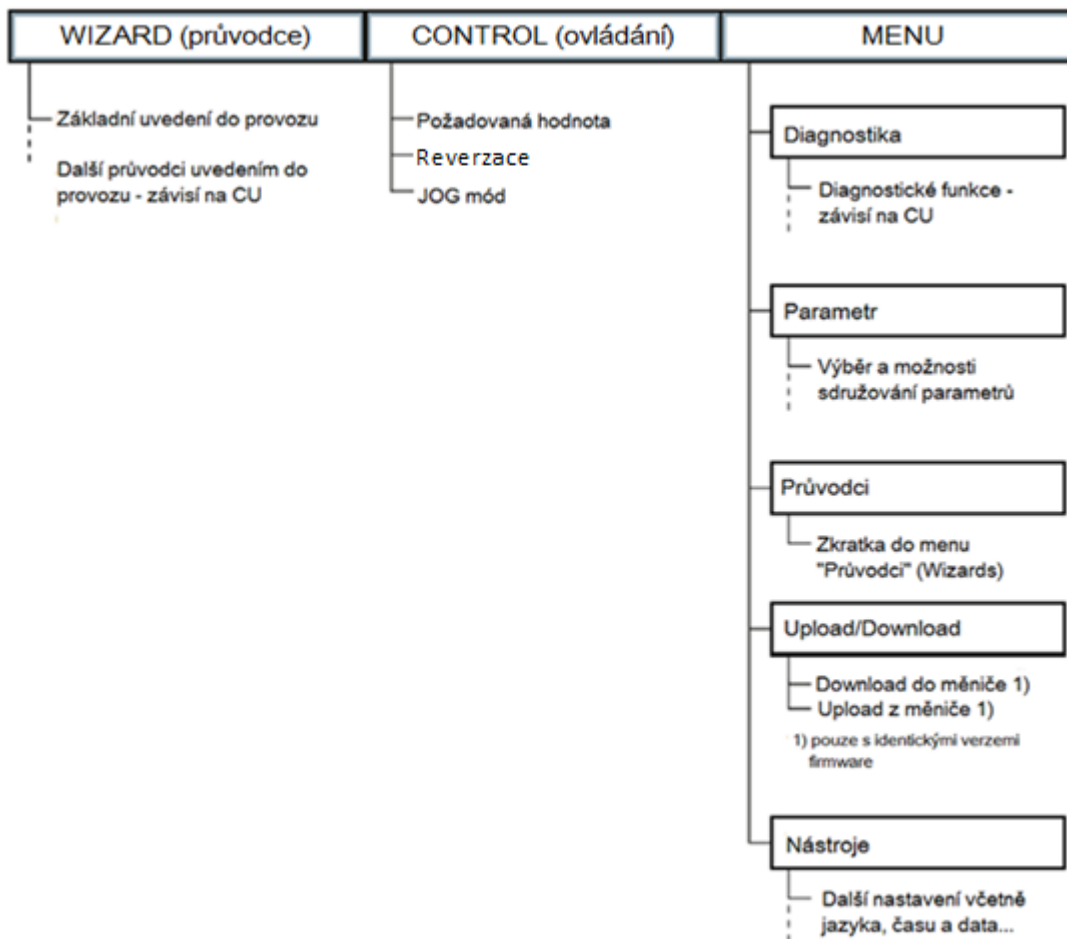 WIZARD (průvodce)
CONTROL (ovládání)
MENU
Základní uvedení do provozu
Další průvodci uvedením do
provozu - závisí na CU
Požadovaná hodnota
Reverzace
JOG mód
Diagnostika
Diagnostické funkce -
závisí na CU
Parametr
Výběr a možnosti
sdružování parametrů
Průvodci
Zkratka do menu
"Průvodci" (Wizards)
Upload/Download
Download do měniče 1)
Upload z měniče 1)
1) pouze s identickými verzemi
firmware
Nástroje
Další nastavení včetně
jazyka, času a data...